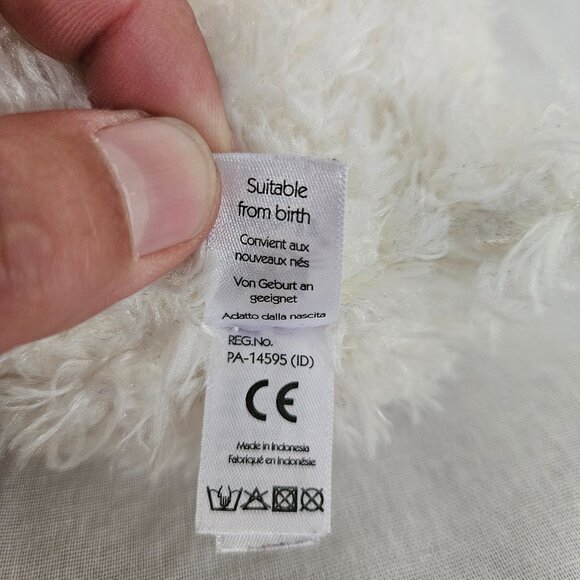 Suitable
from birth
Convient aux
nouveaux nés
Von Geburt an
geeignet
Adatto dalla nascita
REG.No.
PA-14595 (ID)
CE
Made in Indonesia
Fabriqué en Indonésie